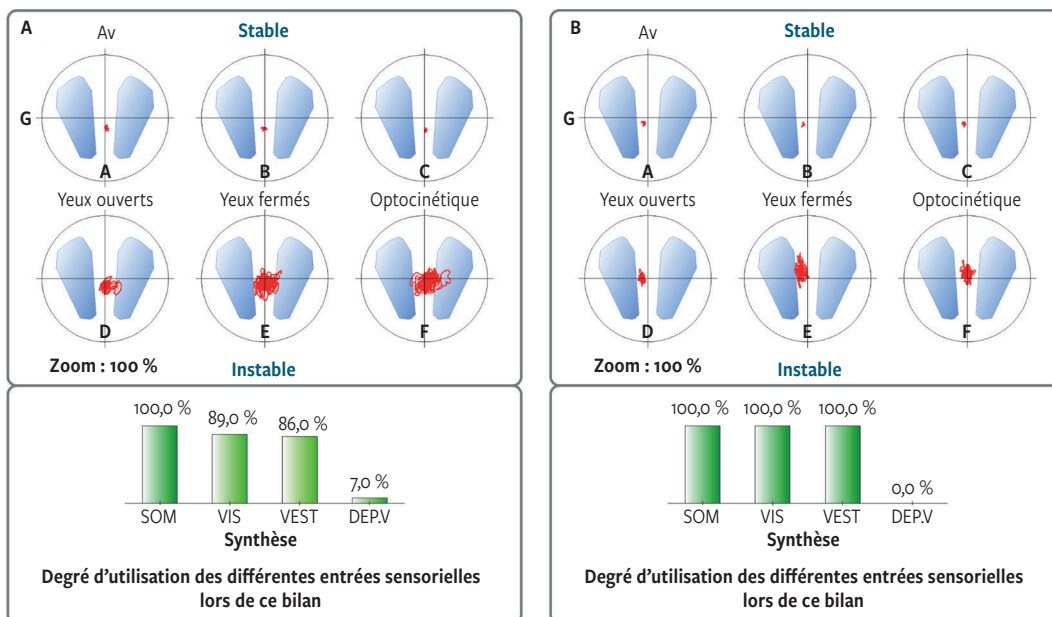 A
Av
Stable
G
A
B
C
Yeux ouverts
Yeux fermés
Optocinétique
D
E
F
Zoom : 100 %
Instable
100,0 %
89,0 %
86,0 %
7,0 %
SOM
VIS
VEST
DEP.V
Synthèse
Degré d'utilisation des différentes entrées sensorielles
lors de ce bilan
B
Av
Stable
G
A
B
C
Yeux ouverts
Yeux fermés
Optocinétique
D
E
F
Zoom : 100 %
Instable
100,0 %
100,0 %
100,0 %
0,0 %
SOM
VIS
VEST
DEP.V
Synthèse
Degré d'utilisation des différentes entrées sensorielles
lors de ce bilan